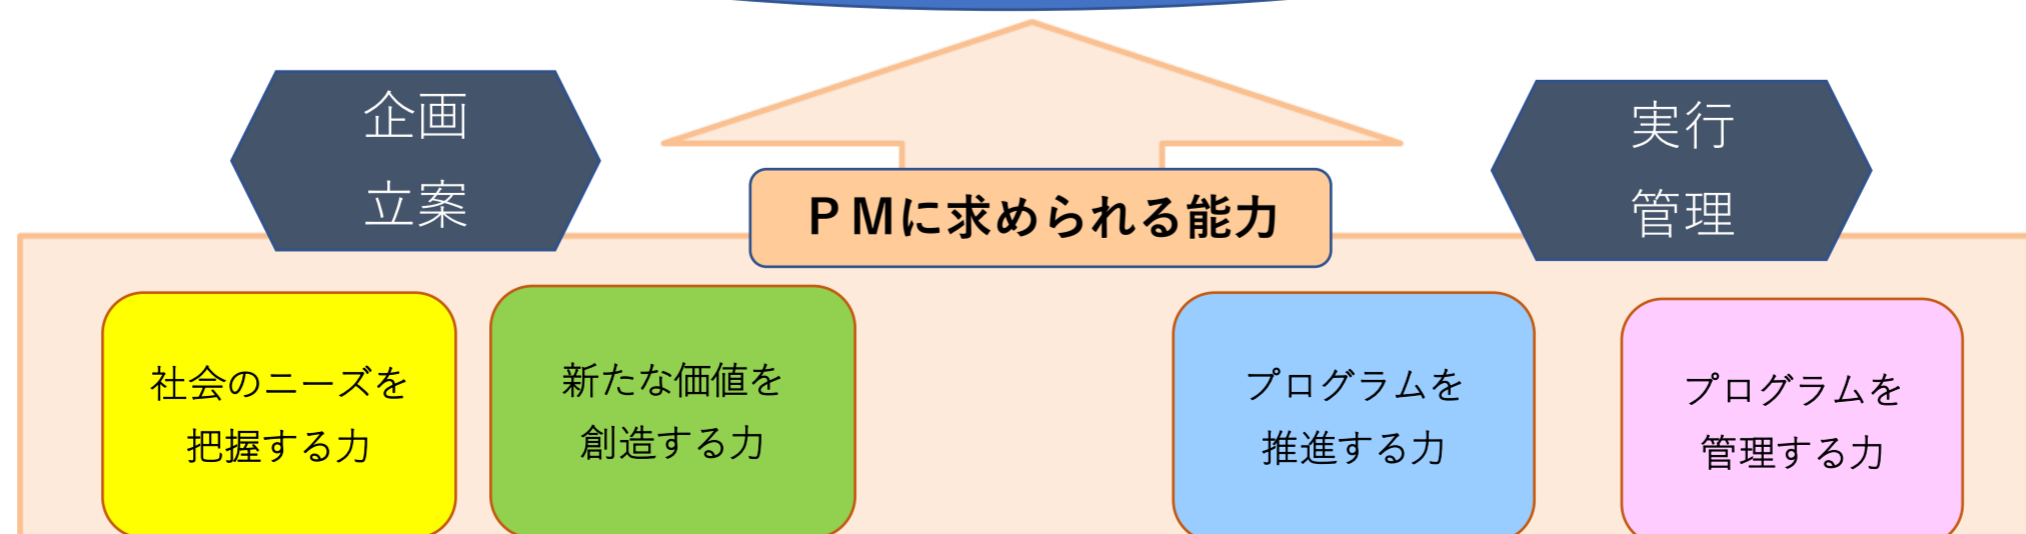 企画
立案
実行
管理
ＰＭに求められる能力
社会のニーズを
把握する力
新たな価値を
創造する力
プログラムを
推進する力
プログラムを
管理する力